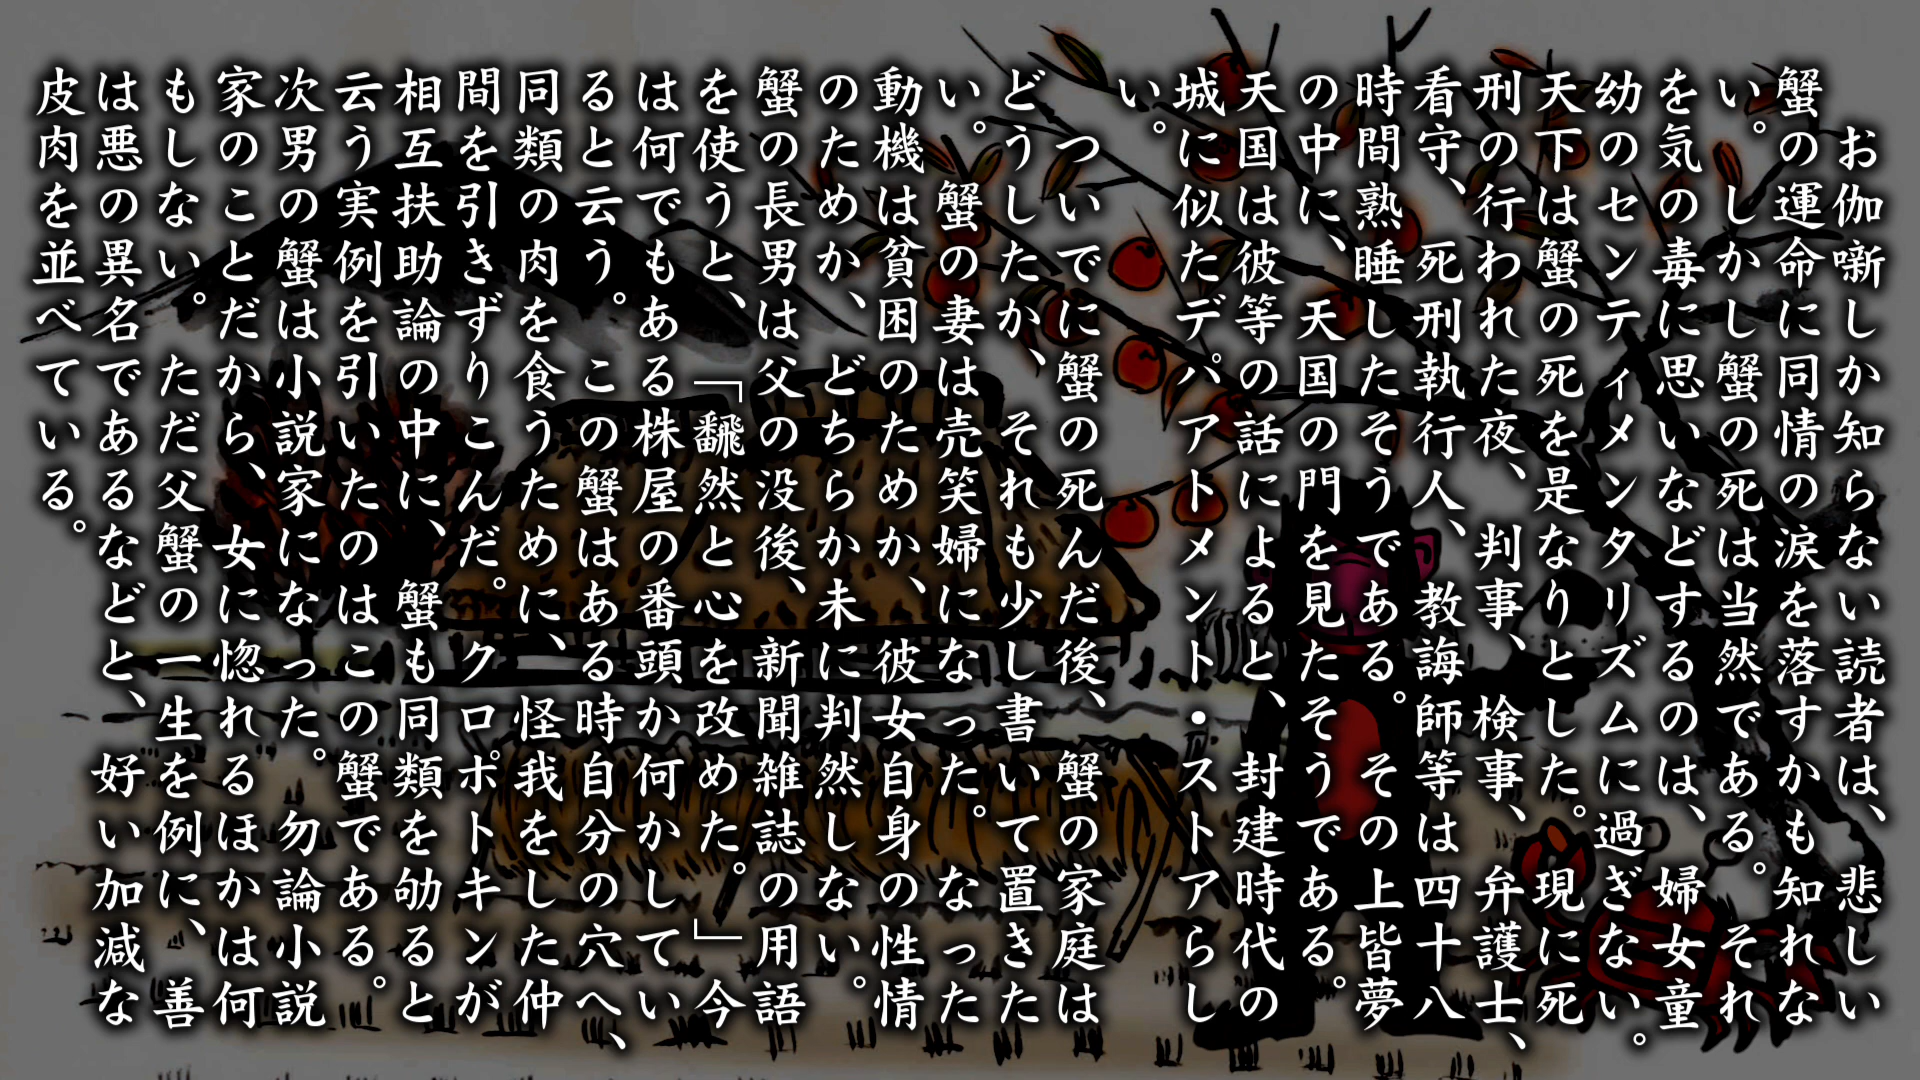 お伽噺しか知らない読者は、悲しい
蟹の運命に同情の涙を落すかも知れな
い。しかし蟹の死は当然である。それ
を気の毒に思いなどするのは、婦女童
幼のセンティメンタリズムに過ぎない。
天下は蟹の死を是なりとした。現に死
刑の行われた夜、判事、検事、弁護士、
看守、死刑執行人、教誨師等は四十八
時間熟睡したそうである。その上皆夢
の中に、天国の門を見たそうである。
天国は彼等の話によると、封建時代の
城に似たデパアトメント・ストアらし
い。
ついでに蟹の死んだ後、蟹の家庭は
どうしたか、それも少し書いて置きた
い。蟹の妻は売笑婦になった。なった
動機は貧困のためか、彼女自身の性情
のためか、どちらか未に判然しない。
蟹の長男は父の没後、新聞雑誌の用語
を使うと、「飜然と心を改めた。」今
は何でもある株屋の番頭か何かしてい
ると云う。この蟹はある時自分の穴へ、
同類の肉を食うために、怪我をした仲
間を引きずりこんだ。クロポトキンが
相互扶助論の中に、蟹も同類を劬ると
云う実例を引いたのはこの蟹である。
次男の蟹は小説家になった。勿論小説
家のことだから、女に惚れるほかは何
もしない。ただ父蟹の一生を例に、善
は悪の異名であるなどと、好い加減な
皮肉を並べている。